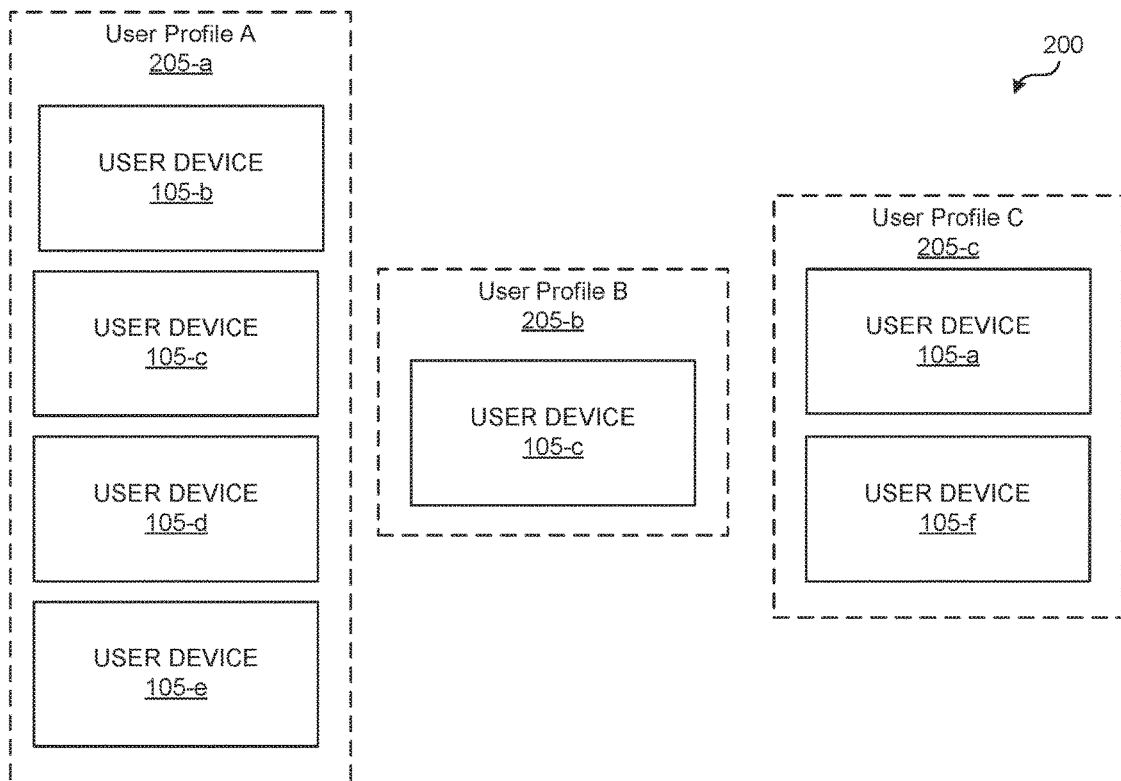 User Profile A
205-a
USER DEVICE
105-b
USER DEVICE
105-c
USER DEVICE
105-d
USER DEVICE
105-e
User Profile B
205-b
USER DEVICE
105-c
200
User Profile C
205-c
USER DEVICE
105-a
USER DEVICE
105-f